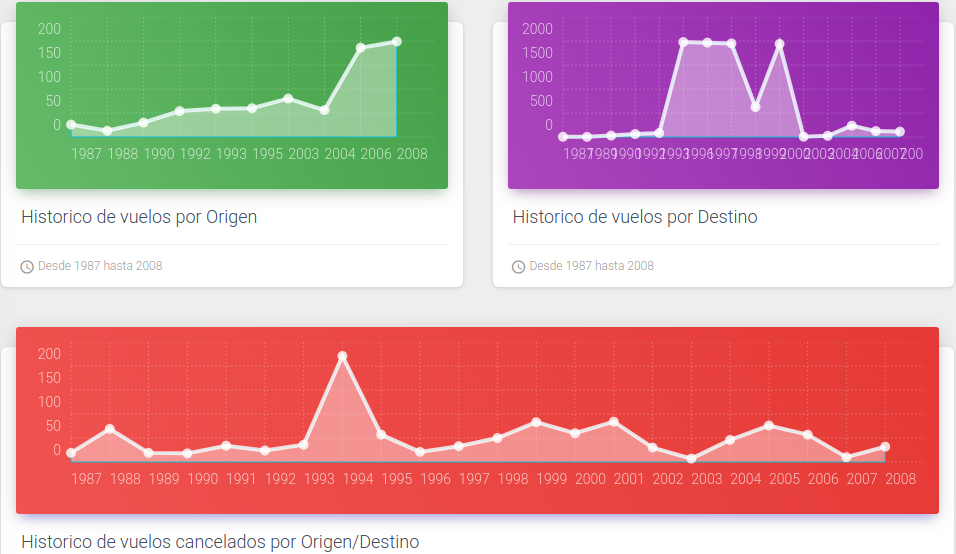 200
150
100
50
0
1987 1988 1990 1992 1993 1995 2003 2004 2006 2008
Historico de vuelos por Origen
Desde 1987 hasta 2008
2000
1500
1000
500
0
1987 1989 1990 1992 1993 1996 1997 1998 1999 2000 2003 2004 2006 2007 200
Historico de vuelos por Destino
Desde 1987 hasta 2008
200
150
100
50
0
1987 1988 1989 1990 1991 1992 1993 1994 1995 1996 1997 1998 1999 2000 2001 2002 2003 2004 2005 2006 2007 2008
Historico de vuelos cancelados por Origen/Destino